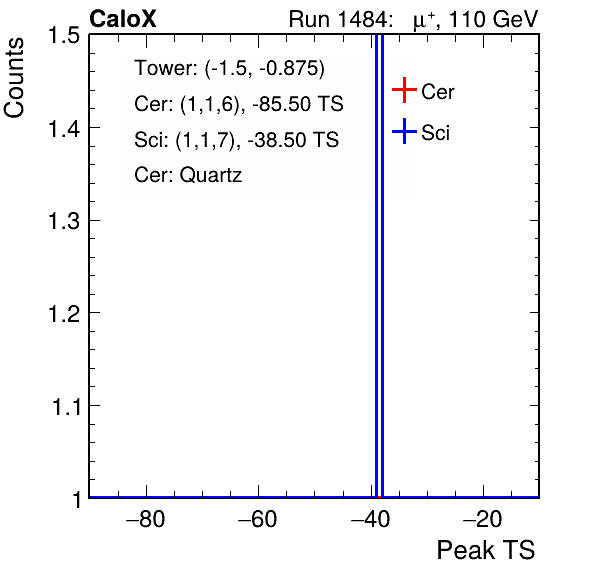 CaloX Run 1484: μ⁺, 110 GeV
Counts
1.5
1.4
1.3
1.2
1.1
1
Tower: (-1.5, -0.875)
Cer: (1,1,6), -85.50 TS
Sci: (1,1,7), -38.50 TS
Cer: Quartz
Cer
Sci
−80 −60 −40 −20
Peak TS